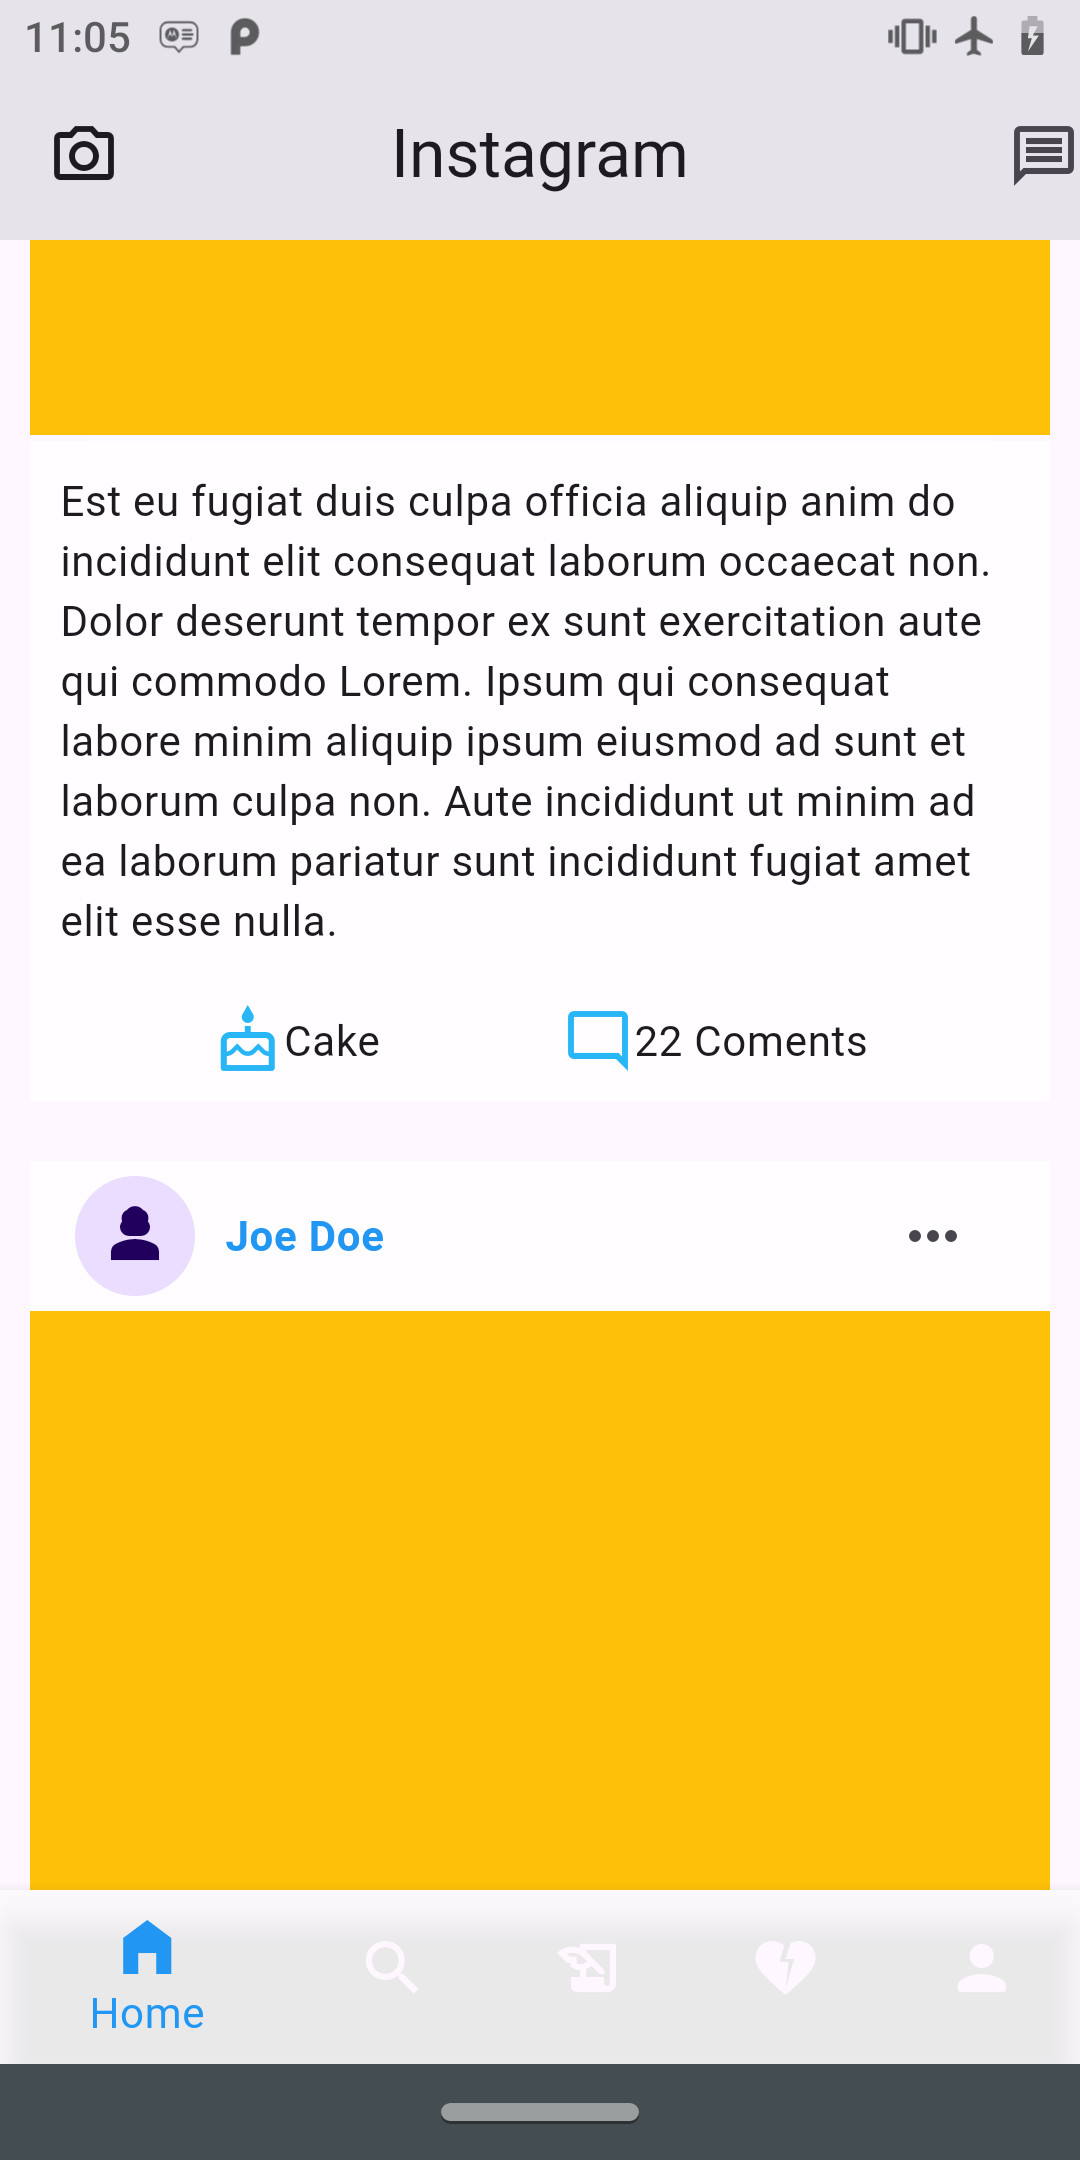 11:05
Instagram
Est eu fugiat duis culpa officia aliquip anim do
incididunt elit consequat laborum occaecat non.
Dolor deserunt tempor ex sunt exercitation aute
qui commodo Lorem. Ipsum qui consequat
labore minim aliquip ipsum eiusmod ad sunt et
laborum culpa non. Aute incididunt ut minim ad
ea laborum pariatur sunt incididunt fugiat amet
elit esse nulla.
Cake
22 Coments
Joe Doe
Home